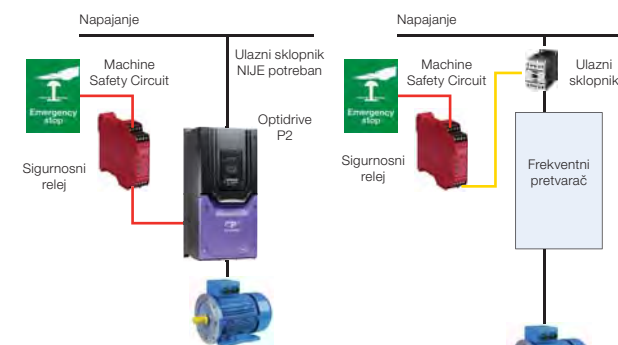 Napajanje
Machine
Safety Circuit
Emergency
stop
Sigurnosni
relej
Ulazni sklopnik
NIJE potreban
Optidrive
P2
Napajanje
Machine
Safety Circuit
Emergency
stop
Sigurnosni
relej
Ulazni
sklopnik
Frekventni
pretvarač